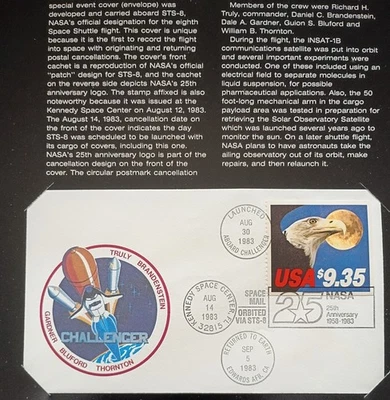 special event cover (envelope) was
developed and carried aboard STS-8,
NASA's official designation for the eighth
Space Shuttle flight. This cover is unique
because it is the first to record the flight
into space with originating and returning
postal cancellations. The cover's front
cachet is a reproduction of NASA's official
"patch" design for STS-8, and the cachet
on the reverse side depicts NASA's 25th
anniversary logo. The stamp affixed is also
noteworthy because it was issued at the
Kennedy Space Center on August 12, 1983.
The August 14, 1983, cancellation date on
the front of the cover indicates the day
STS-8 was scheduled to be launched with
its cargo of covers, including this one.
NASA's 25th anniversary logo is part of the
cancellation design on the front of the
cover. The circular postmark cancellation
Members of the crew were Richard H.
Truly, commander, Daniel C. Brandenstein,
Dale A. Gardner, Guion S. Bluford and
William B. Thornton.
During the flight, the INSAT-1B
communications satellite was put into orbit
and several important experiments were
conducted. One of these included using an
electrical field to separate molecules in
liquid suspension, for possible
pharmaceutical applications. Also, the 50
foot-long mechanical arm in the cargo
payload area was tested in preparation for
retrieving the Solar Observatory Satellite
which was launched several years ago to
monitor the sun. On a later shuttle flight,
NASA plans to have astronauts take the
ailing observatory out of its orbit, make
repairs, and then relaunch it.
TRULY BRANDENSTEIN
CHALLENGER
GARDNER BLUFORD THORNTON
LAUNCHED
AUG
30
1983
ABOARD CHALLENGER
USA $9.35
KENNEDY SPACE CENTER, FL
AUG
14
1983
32815
SPACE
MAIL
ORBITED
VIA STS-8
25
NASA
25th
Anniversary
1958-1983
RETURNED TO EARTH
SEP
5
1983
EDWARDS AFB, CA